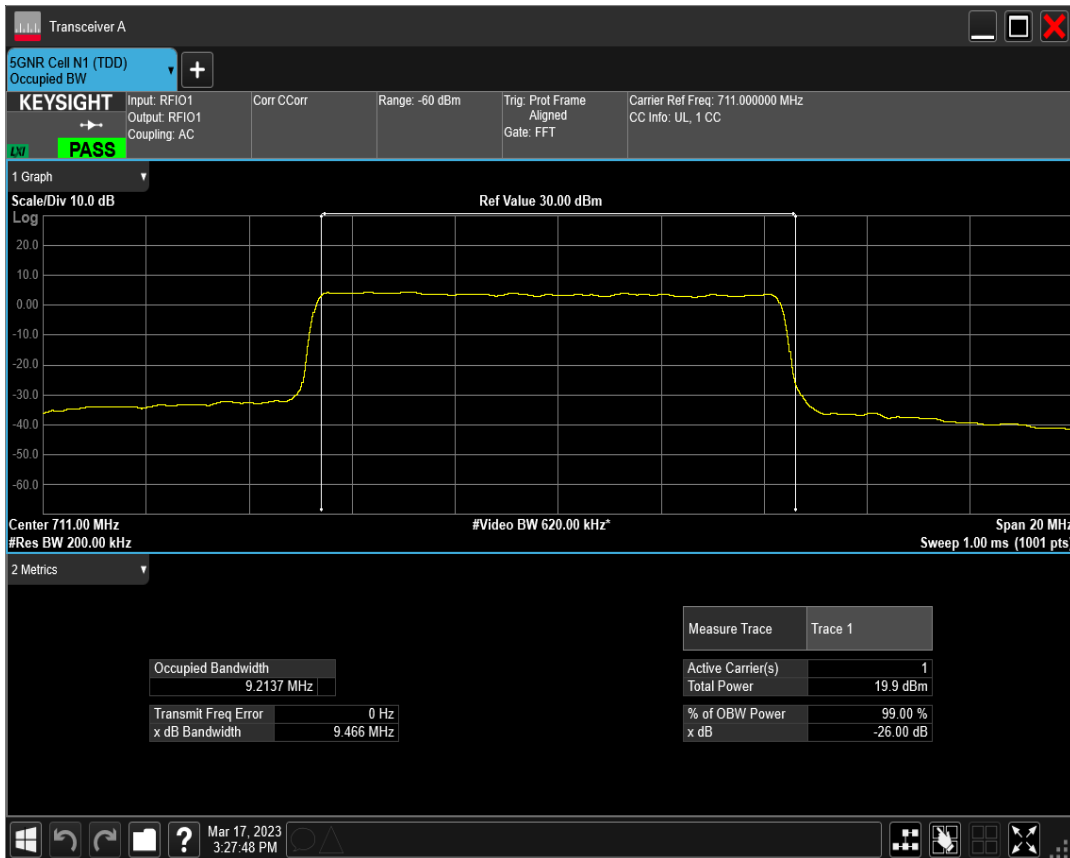 Transceiver A
5GNR Cell N1 (TDD)
Occupied BW
+
KEYSIGHT
LXI
PASS
Input: RFIO1
Output: RFIO1
Coupling: AC
Corr CCorr
Range: -60 dBm
Trig: Prot Frame
Aligned
Gate: FFT
Carrier Ref Freq: 711.000000 MHz
CC Info: UL, 1 CC
1 Graph
Scale/Div 10.0 dB
Ref Value 30.00 dBm
Log
20.0
10.0
0.00
-10.0
-20.0
-30.0
-40.0
-50.0
-60.0
Center 711.00 MHz
#Video BW 620.00 kHz*
Span 20 MHz
#Res BW 200.00 kHz
Sweep 1.00 ms (1001 pts)
2 Metrics
Measure Trace Trace 1
Occupied Bandwidth
9.2137 MHz
Active Carrier(s) 1
Total Power 19.9 dBm
Transmit Freq Error 0 Hz
x dB Bandwidth 9.466 MHz
% of OBW Power 99.00 %
x dB -26.00 dB
?
Mar 17, 2023
3:27:48 PM